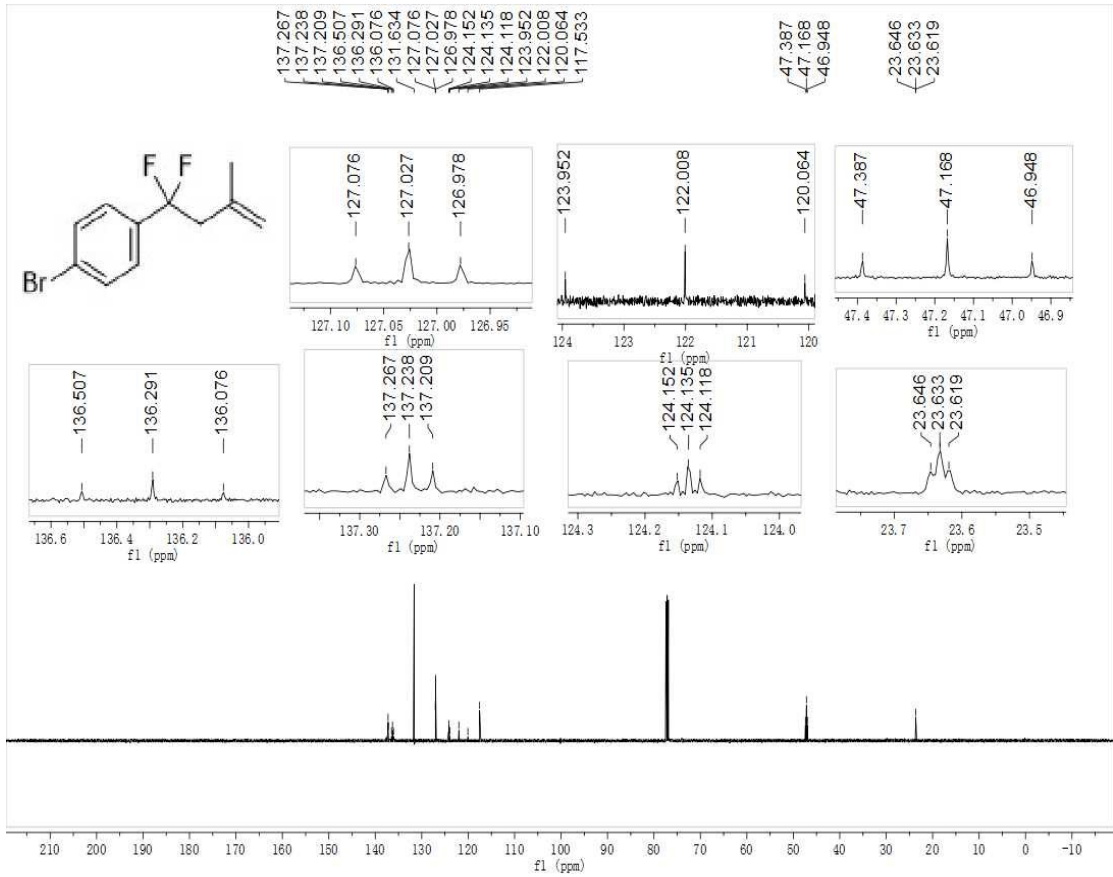 137.267
137.238
137.209
136.507
136.291
136.076
131.634
127.076
127.027
126.978
124.152
124.135
124.118
123.952
122.008
120.064
117.533
47.387
47.168
46.948
23.646
23.633
23.619
F F
Br
127.076
127.027
126.978
127.10 127.05 127.00 126.95
f1 (ppm)
123.952
122.008
120.064
124 123 122 121 120
f1 (ppm)
47.387
47.168
46.948
47.4 47.3 47.2 47.1 47.0 46.9
f1 (ppm)
136.507
136.291
136.076
136.6 136.4 136.2 136.0
f1 (ppm)
137.267
137.238
137.209
137.30 137.20 137.10
f1 (ppm)
124.152
124.135
124.118
124.3 124.2 124.1 124.0
f1 (ppm)
23.646
23.633
23.619
23.7 23.6 23.5
f1 (ppm)
210 200 190 180 170 160 150 140 130 120 110 100 90 80 70 60 50 40 30 20 10 0 -10
f1 (ppm)